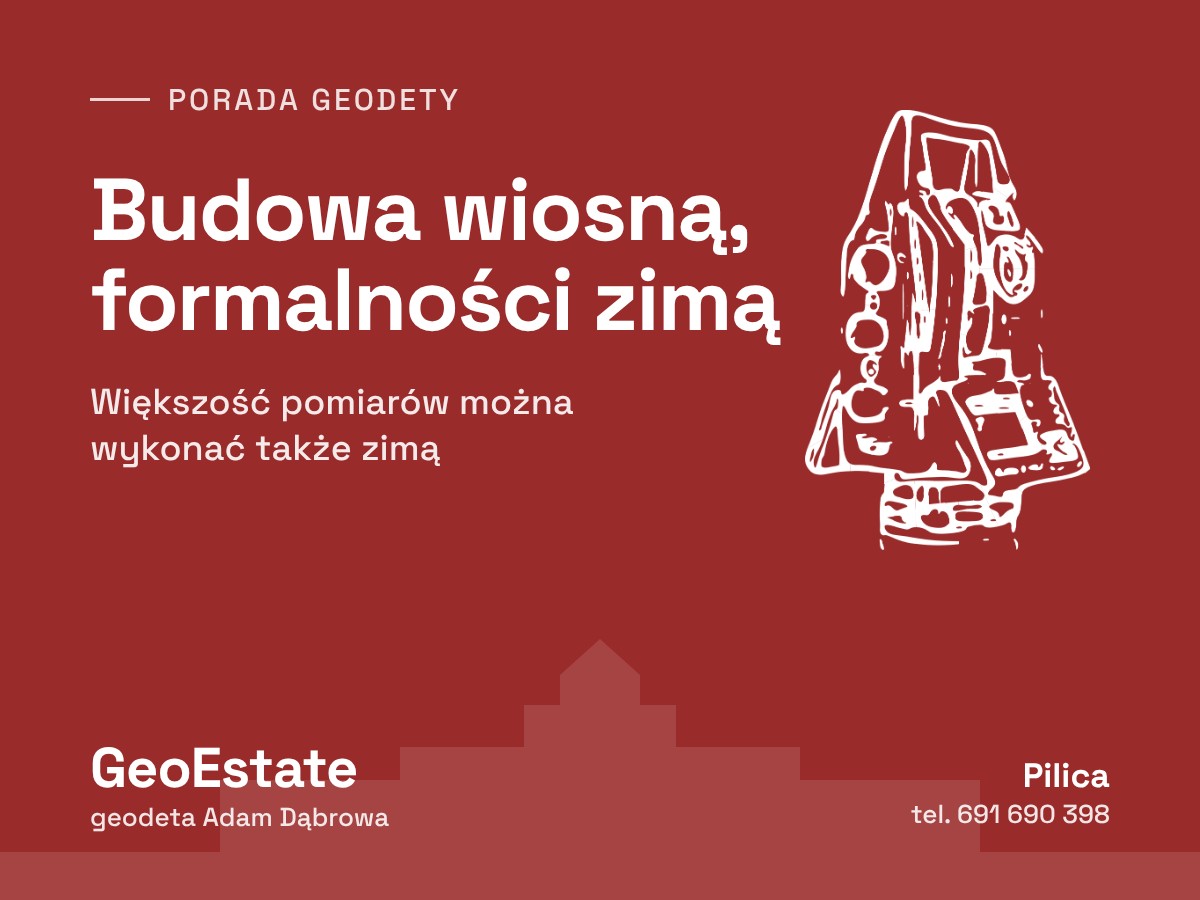 PORADA GEODETY
Budowa wiosną,
formalności zimą
Większość pomiarów można
wykonać także zimą
GeoEstate
geodeta Adam Dąbrowa
Pilica
tel. 691 690 398